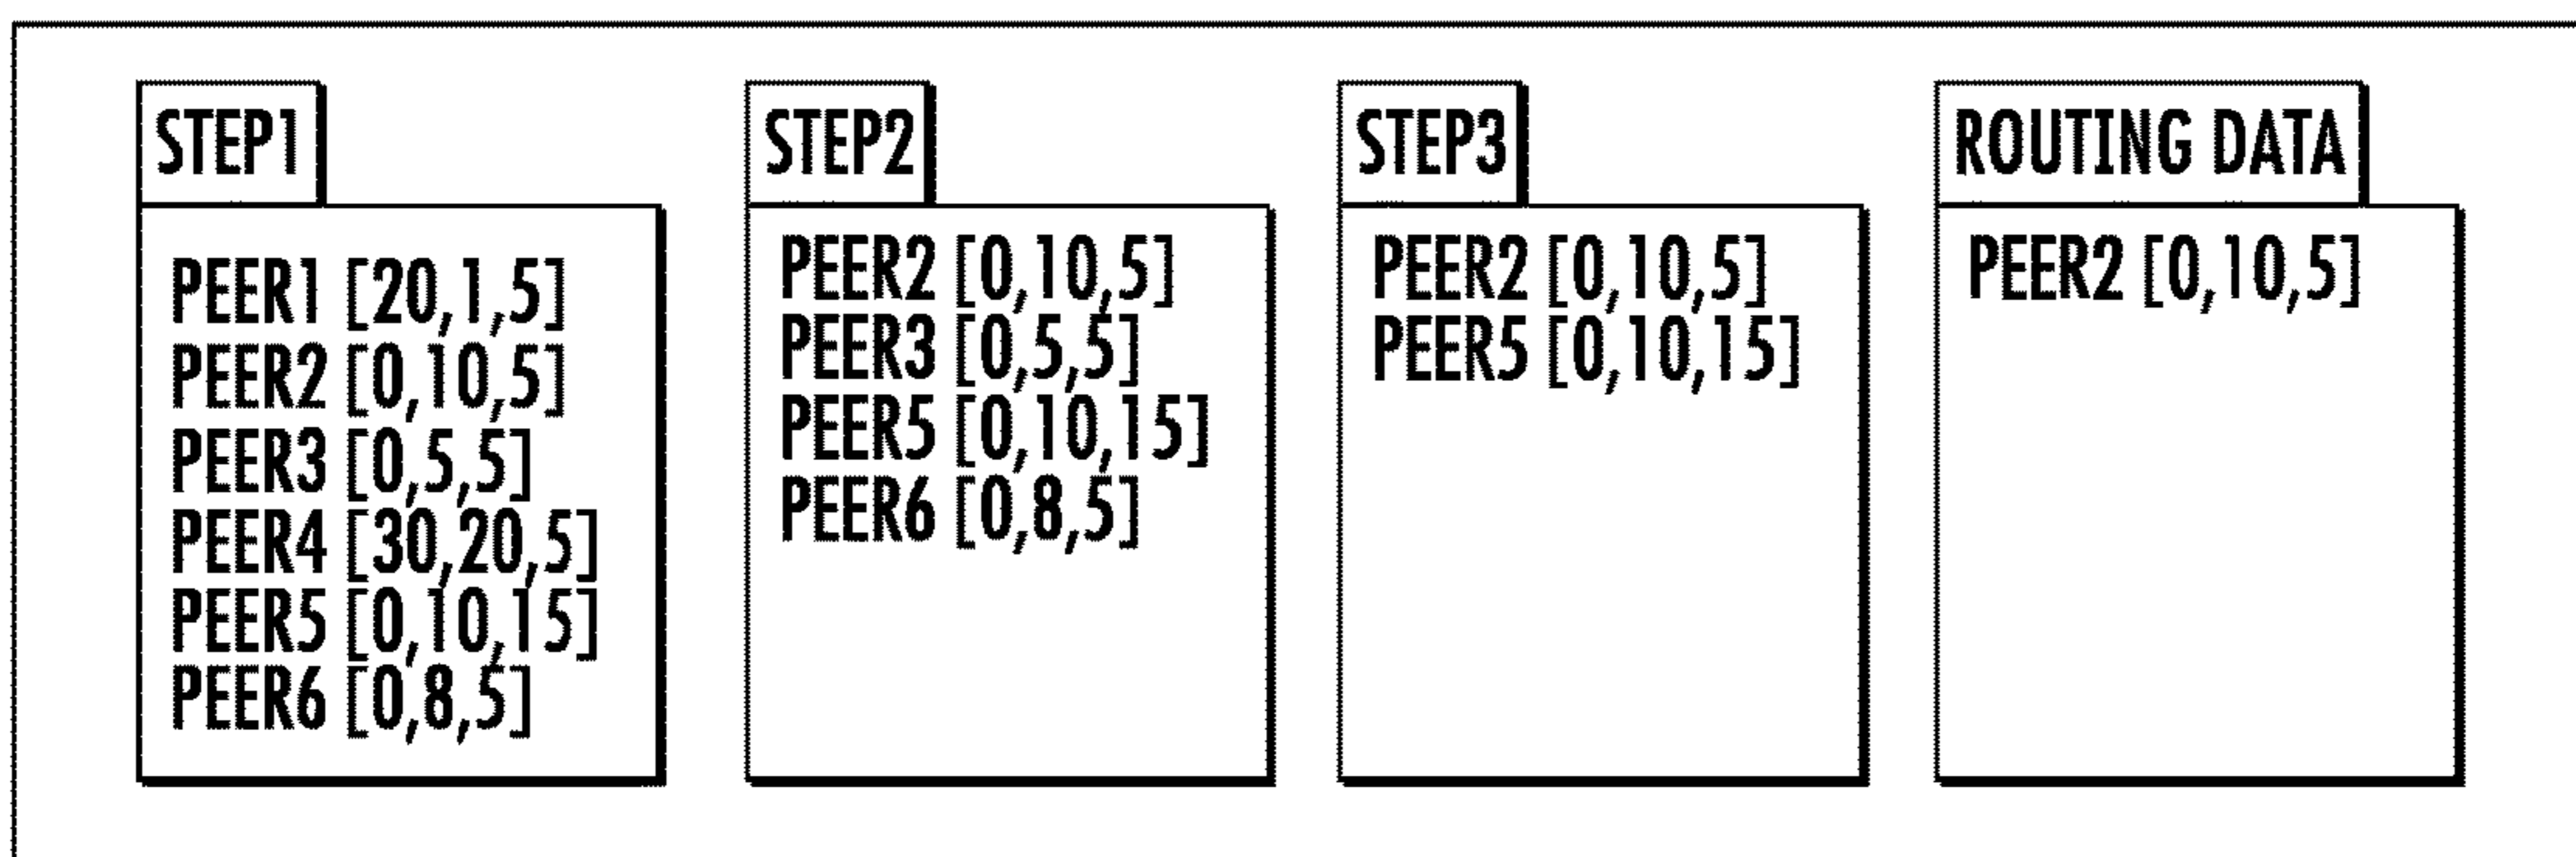 STEP1
PEER1 [20,1,5]
PEER2 [0,10,5]
PEER3 [0,5,5]
PEER4 [30,20,5]
PEER5 [0,10,15]
PEER6 [0,8,5]
STEP2
PEER2 [0,10,5]
PEER3 [0,5,5]
PEER5 [0,10,15]
PEER6 [0,8,5]
STEP3
PEER2 [0,10,5]
PEER5 [0,10,15]
ROUTING DATA
PEER2 [0,10,5]